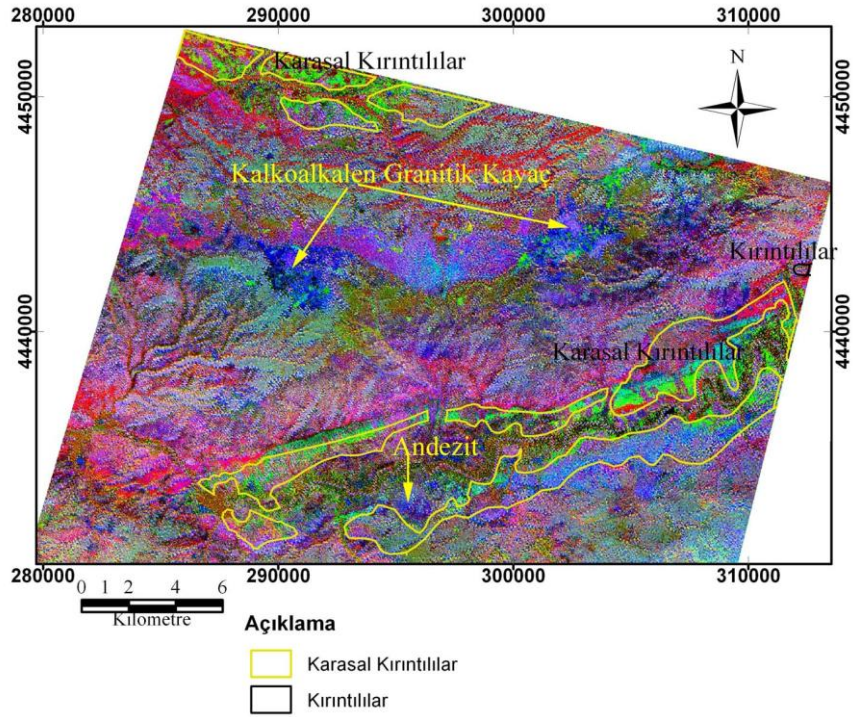 280000 290000 300000 310000
Karasal Kırıntılılar
N
4450000 4450000
Kalkoalkalen Granitik Kayaç
Kırıntılılar
4440000 4440000
Karasal Kırıntılılar
Andezit
280000 290000 300000 310000
0 1 2 4 6
Kilometre
Açıklama
Karasal Kırıntılılar
Kırıntılılar